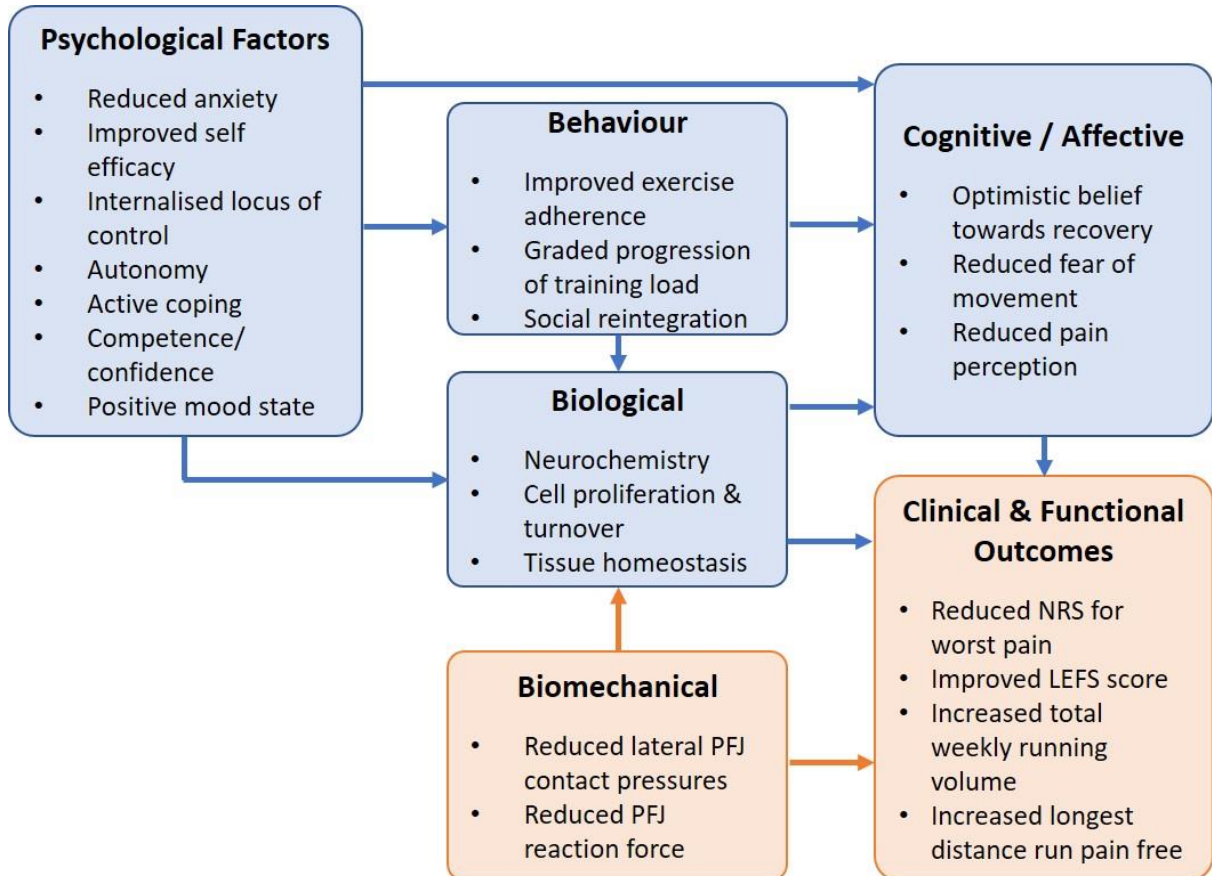 Psychological Factors
• Reduced anxiety
• Improved self
efficacy
• Internalised locus of
control
• Autonomy
• Active coping
• Competence/
confidence
• Positive mood state
Behaviour
• Improved exercise
adherence
• Graded progression
of training load
• Social reintegration
Cognitive / Affective
• Optimistic belief
towards recovery
• Reduced fear of
movement
• Reduced pain
perception
Biological
• Neurochemistry
• Cell proliferation &
turnover
• Tissue homeostasis
Clinical & Functional
Outcomes
• Reduced NRS for
worst pain
• Improved LEFS score
• Increased total
weekly running
volume
• Increased longest
distance run pain free
Biomechanical
• Reduced lateral PFJ
contact pressures
• Reduced PFJ
reaction force